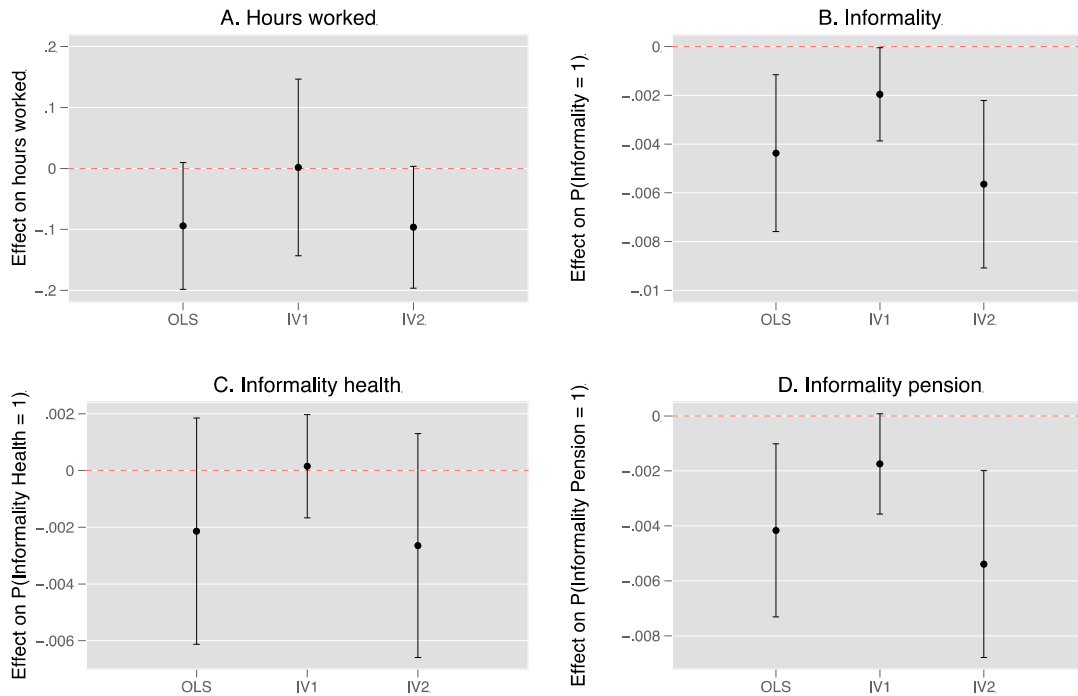 A. Hours worked
Effect on hours worked
.2
.1
0
-.1
-.2
OLS IV1 IV2
B. Informality
Effect on P(Informality = 1)
0
-.002
-.004
-.006
-.008
-.01
OLS IV1 IV2
C. Informality health
Effect on P(Informality Health = 1)
.002
0
-.002
-.004
-.006
OLS IV1 IV2
D. Informality pension
Effect on P(Informality Pension = 1)
0
-.002
-.004
-.006
-.008
OLS IV1 IV2